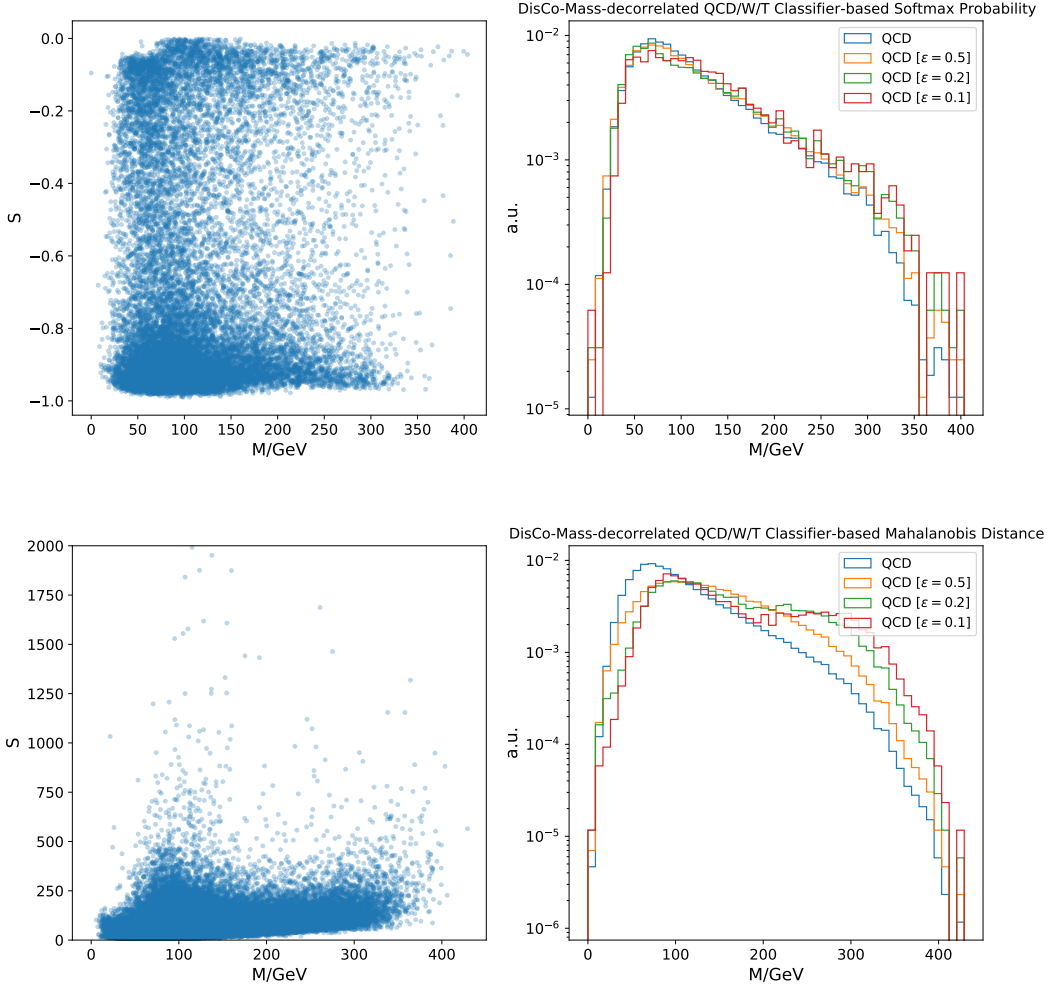 DisCo-Mass-decorrelated QCD/W/T Classifier-based Softmax Probability
0.0
−0.2
−0.4
−0.6
−0.8
−1.0
S
0 50 100 150 200 250 300 350 400
M/GeV
10⁻²
10⁻³
10⁻⁴
10⁻⁵
a.u.
QCD
QCD [ε = 0.5]
QCD [ε = 0.2]
QCD [ε = 0.1]
0 50 100 150 200 250 300 350 400
M/GeV
DisCo-Mass-decorrelated QCD/W/T Classifier-based Mahalanobis Distance
2000
1750
1500
1250
1000
750
500
250
0
S
0 100 200 300 400
M/GeV
10⁻²
10⁻³
10⁻⁴
10⁻⁵
10⁻⁶
a.u.
QCD
QCD [ε = 0.5]
QCD [ε = 0.2]
QCD [ε = 0.1]
0 100 200 300 400
M/GeV